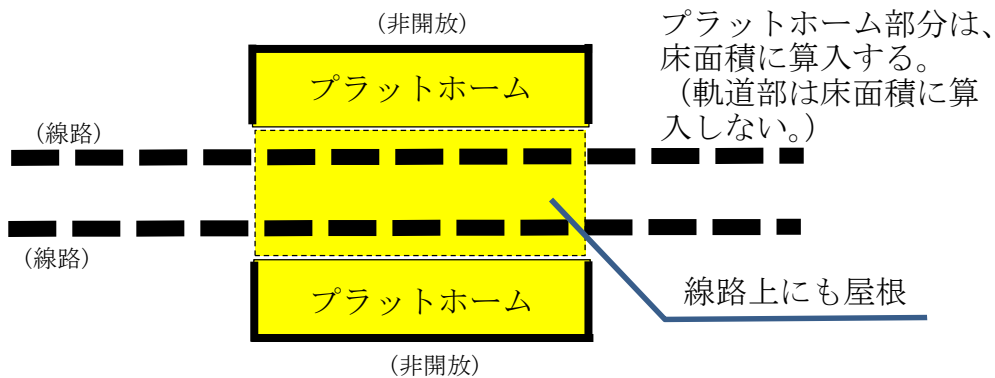 (非開放)
プラットホーム
プラットホーム部分は、
床面積に算入する。
(軌道部は床面積に算
入しない。)
(線路)
(線路)
線路上にも屋根
プラットホーム
(非開放)